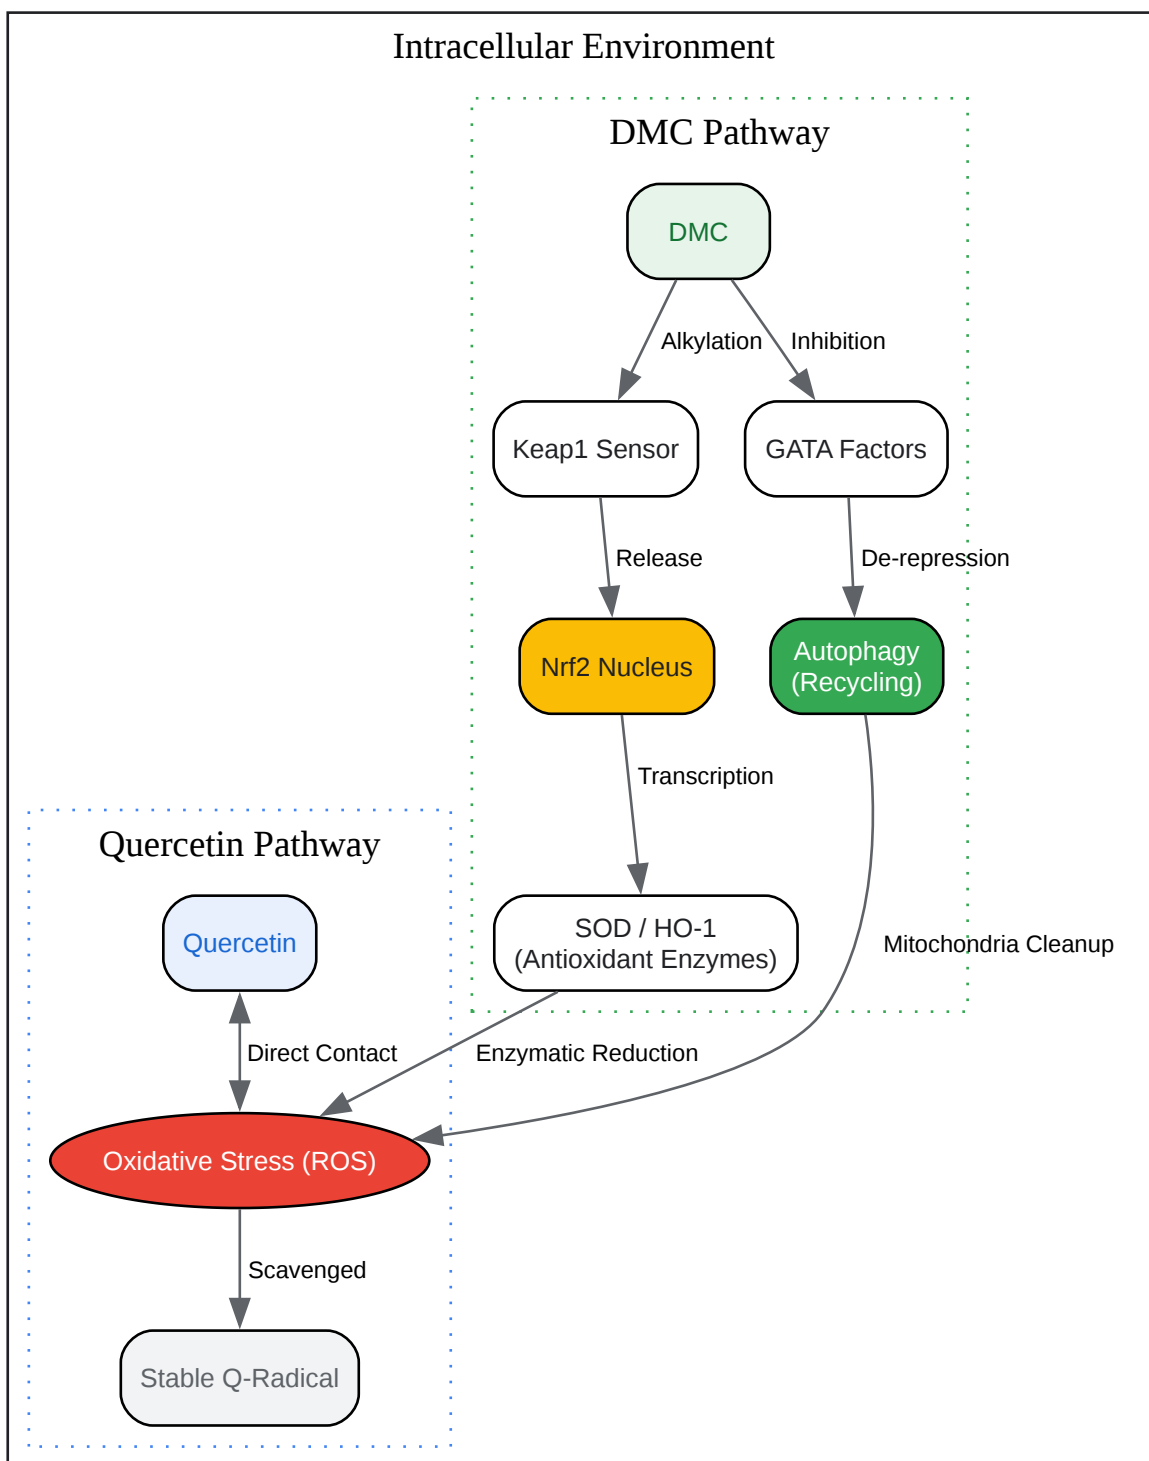 Intracellular Environment
DMC Pathway
DMC
Alkylation
Inhibition
Keap1 Sensor
GATA Factors
Release
De-repression
Nrf2 Nucleus
Autophagy
(Recycling)
Transcription
Quercetin Pathway
Quercetin
SOD / HO-1
(Antioxidant Enzymes)
Mitochondria Cleanup
Direct Contact
Enzymatic Reduction
Oxidative Stress (ROS)
Scavenged
Stable Q-Radical